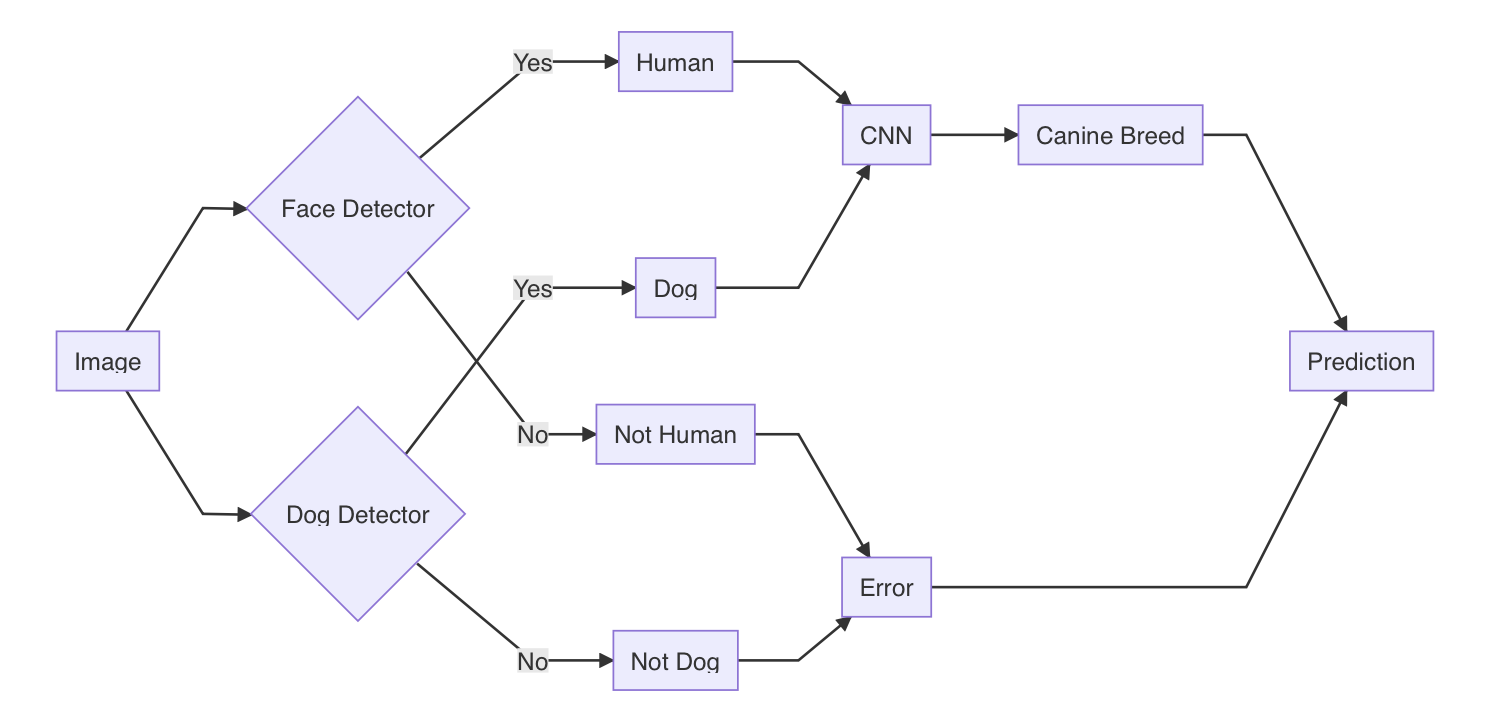 Image
Face Detector
Dog Detector
Yes
Yes
No
No
Human
Dog
Not Human
Not Dog
CNN
Error
Canine Breed
Prediction